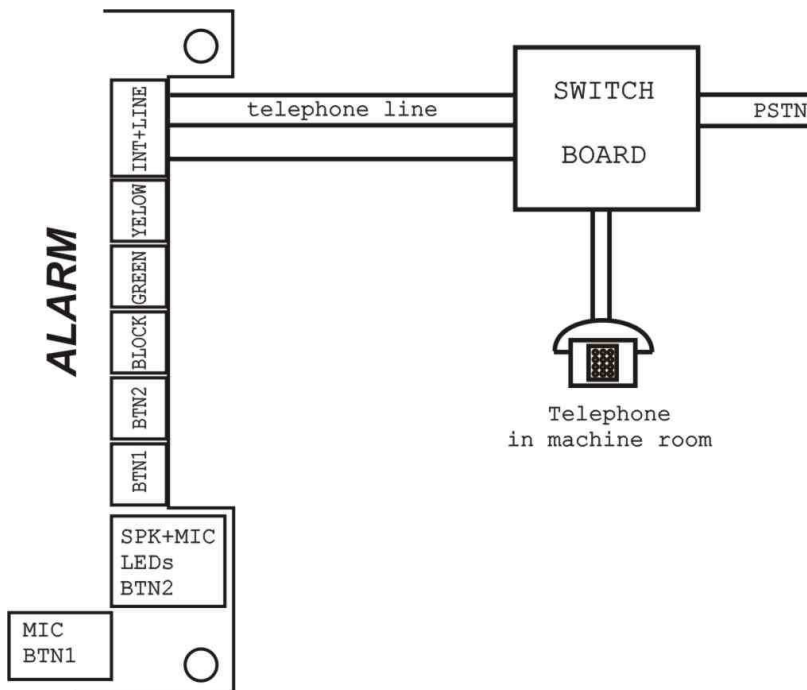 ALARM
INT+LINE
YELOW
GREEN
BLOCK
BTN2
BTN1
SPK+MIC
LEDs
BTN2
MIC
BTN1
telephone line
SWITCH
BOARD
PSTN
Telephone
in machine room